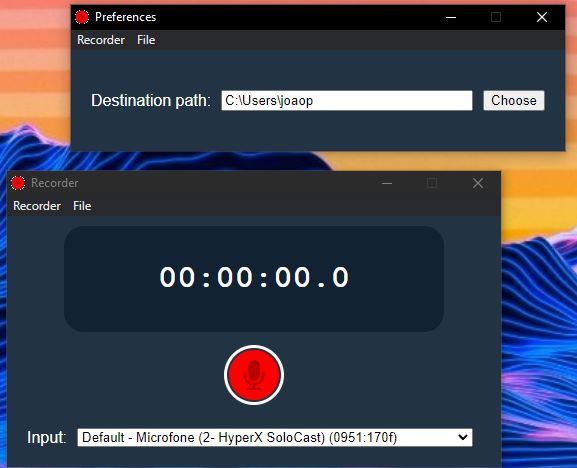 Preferences
Recorder File
Destination path: C:\Users\joaop Choose
Recorder
Recorder File
00:00:00.0
Input: Default - Microfone (2- HyperX SoloCast) (0951:170f)